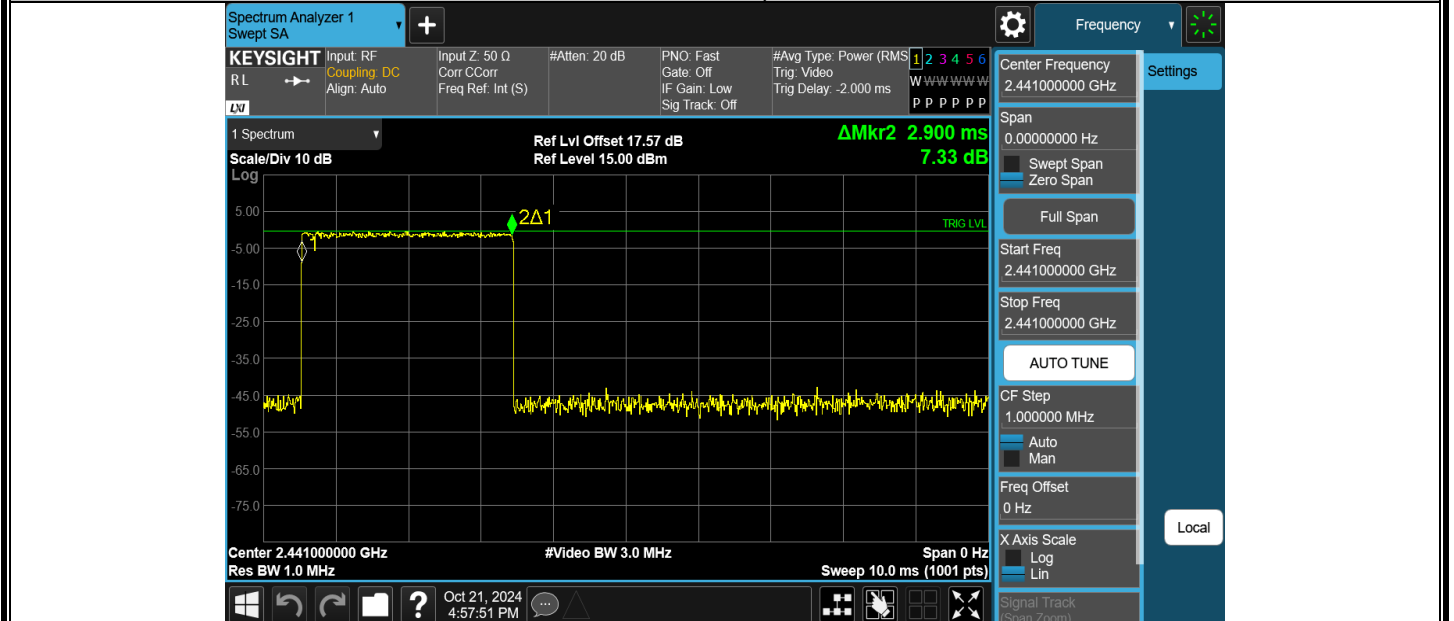 Spectrum Analyzer 1
Swept SA
+
Frequency
KEYSIGHT
RL
LXI
Input: RF
Coupling: DC
Align: Auto
Input Z: 50 Ω
Corr CCorr
Freq Ref: Int (S)
#Atten: 20 dB
PNO: Fast
Gate: Off
IF Gain: Low
Sig Track: Off
#Avg Type: Power (RMS
Trig: Video
Trig Delay: -2.000 ms
1 2 3 4 5 6
W W W W W W
P P P P P P
1 Spectrum
Scale/Div 10 dB
Log
Ref Lvl Offset 17.57 dB
Ref Level 15.00 dBm
ΔMkr2 2.900 ms
7.33 dB
5.00
-5.00
-15.0
-25.0
-35.0
-45.0
-55.0
-65.0
-75.0
2Δ1
TRIG LVL
Center 2.441000000 GHz
Res BW 1.0 MHz
#Video BW 3.0 MHz
Span 0 Hz
Sweep 10.0 ms (1001 pts)
?
Oct 21, 2024
4:57:51 PM
Center Frequency
2.441000000 GHz
Span
0.00000000 Hz
Swept Span
Zero Span
Full Span
Start Freq
2.441000000 GHz
Stop Freq
2.441000000 GHz
AUTO TUNE
CF Step
1.000000 MHz
Auto
Man
Freq Offset
0 Hz
X Axis Scale
Log
Lin
Signal Track
(Span Zoom)
Settings
Local